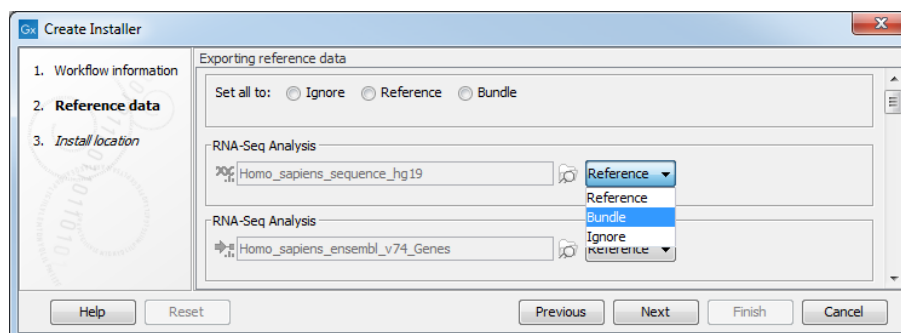 Gx Create Installer
X
1. Workflow information
2. Reference data
3. Install location
Exporting reference data
Set all to: Ignore Reference Bundle
RNA-Seq Analysis
Homo_sapiens_sequence_hg19
Reference
Reference
Bundle
Ignore
RNA-Seq Analysis
Homo_sapiens_ensembl_v74_Genes
Reference
Help Reset Previous Next Finish Cancel